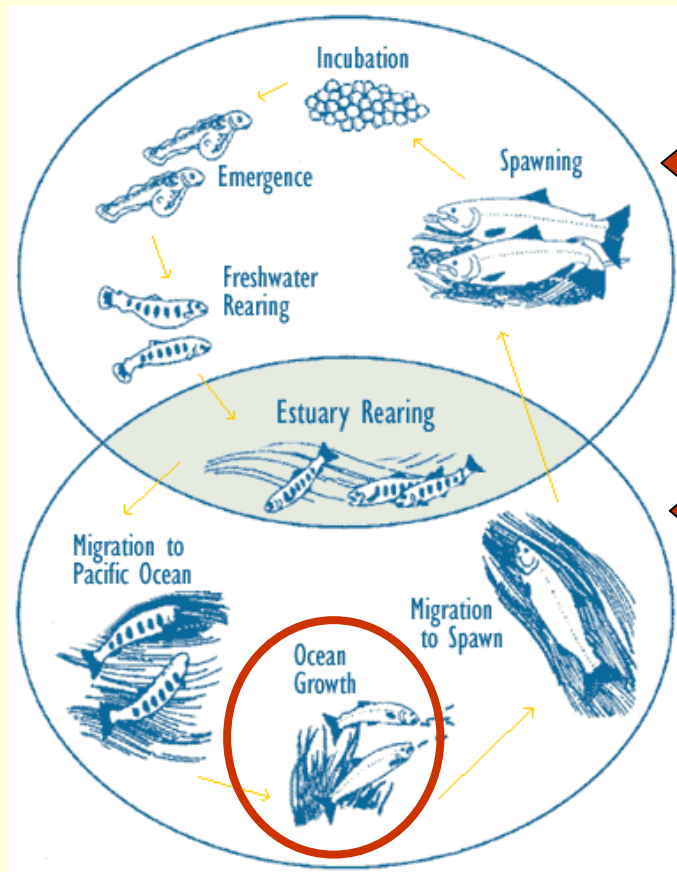 Incubation
Emergence
Spawning
Freshwater
Rearing
Estuary Rearing
Migration to
Pacific Ocean
Ocean
Growth
Migration
to Spawn